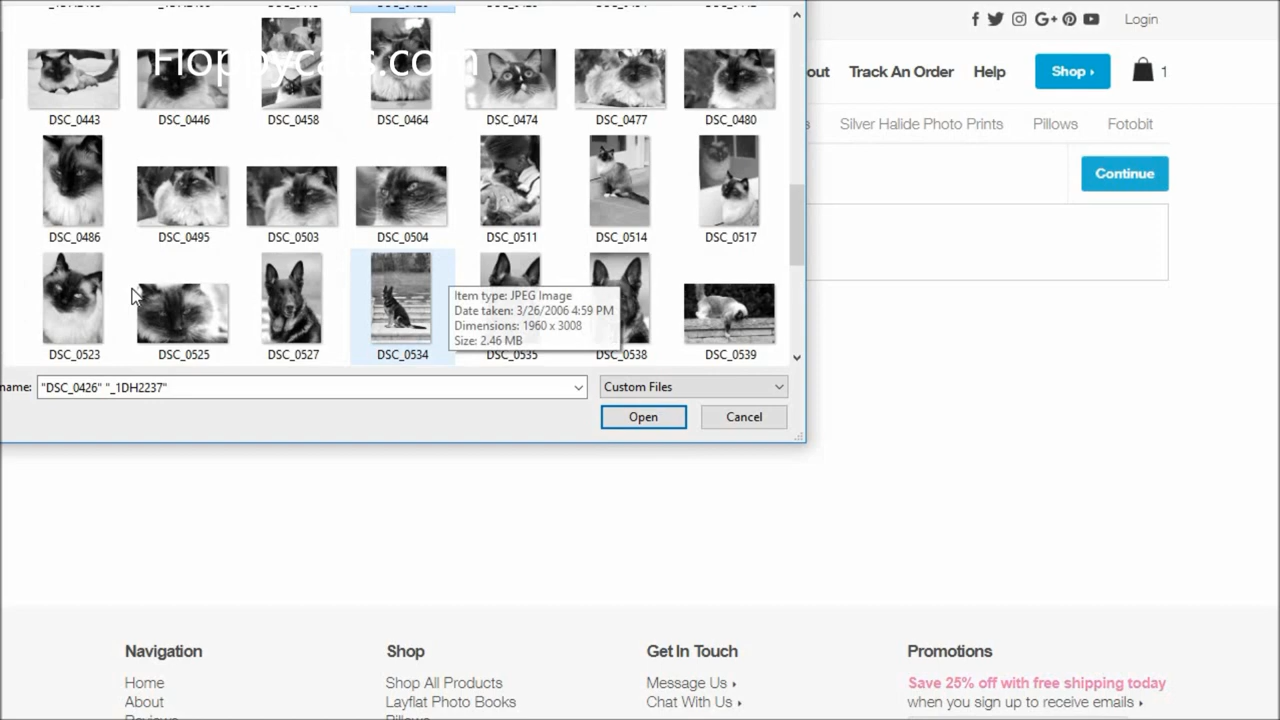 Floppycats.com
DSC_0443 DSC_0446 DSC_0458 DSC_0464 DSC_0474 DSC_0477 DSC_0480
DSC_0486 DSC_0495 DSC_0503 DSC_0504 DSC_0511 DSC_0514 DSC_0517
DSC_0523 DSC_0525 DSC_0527 DSC_0534 DSC_0535 DSC_0538 DSC_0539
Item type: JPEG Image
Date taken: 3/26/2006 4:59 PM
Dimensions: 1960 x 3008
Size: 2.46 MB
name: "DSC_0426" "_1DH2237" Custom Files
Open Cancel
G+ Login
out Track An Order Help Shop › 1
s Silver Halide Photo Prints Pillows Fotobit
Continue
Navigation
Home
About
Shop
Shop All Products
Layflat Photo Books
Pillows
Get In Touch
Message Us
Chat With Us
Promotions
Save 25% off with free shipping today
when you sign up to receive emails